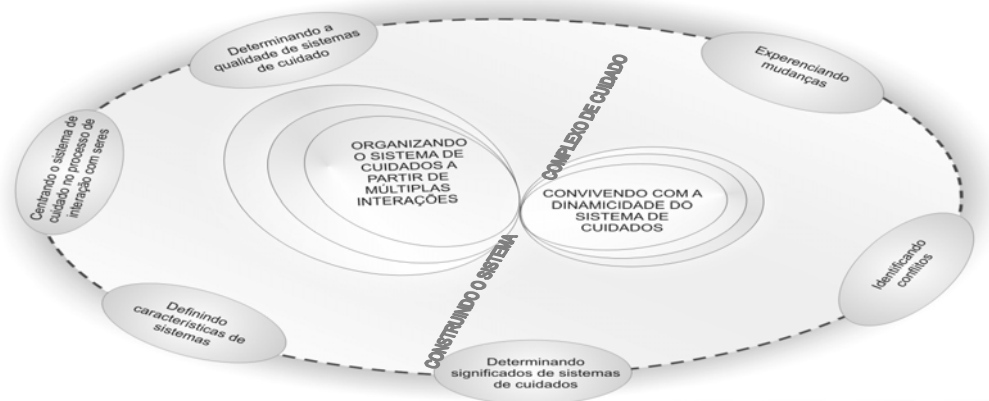 Determinando a
qualidade de sistemas
de cuidado
Experenciando
mudanças
Centrando o sistema de
cuidado no processo de
interação com seres
ORGANIZANDO
O SISTEMA DE
CUIDADOS A
PARTIR DE
MÚLTIPLAS
INTERAÇÕES
CONSTRUINDO O SISTEMA COMPLEXO DE CUIDADO
CONVIVENDO COM A
DINAMICIDADE DO
SISTEMA DE
CUIDADOS
Identificando
conflitos
Definindo
características de
sistemas
Determinando
significados de sistemas
de cuidados